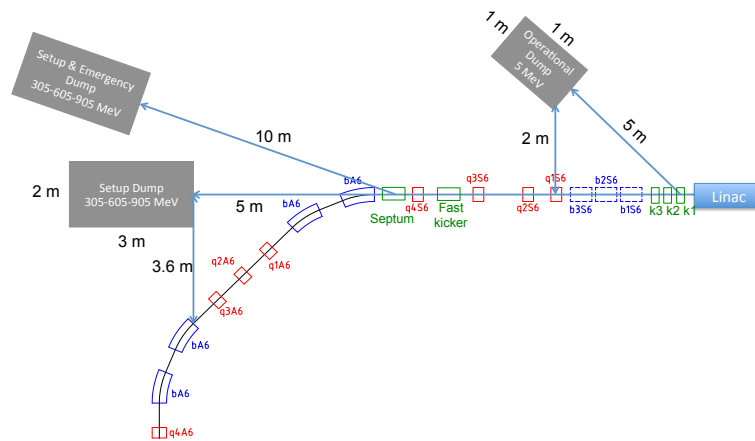 1 m
1 m
Operational
Dump
5 MeV
Setup & Emergency
Dump
305-605-905 MeV
10 m
2 m
5 m
Setup Dump
305-605-905 MeV
2 m
3 m
5 m
3.6 m
bA6
bA6
Septum
q4S6
Fast
kicker
q3S6
q2S6
q1S6
b3S6
b2S6
b1S6
k3
k2
k1
Linac
q1A6
q2A6
q3A6
bA6
bA6
q4A6